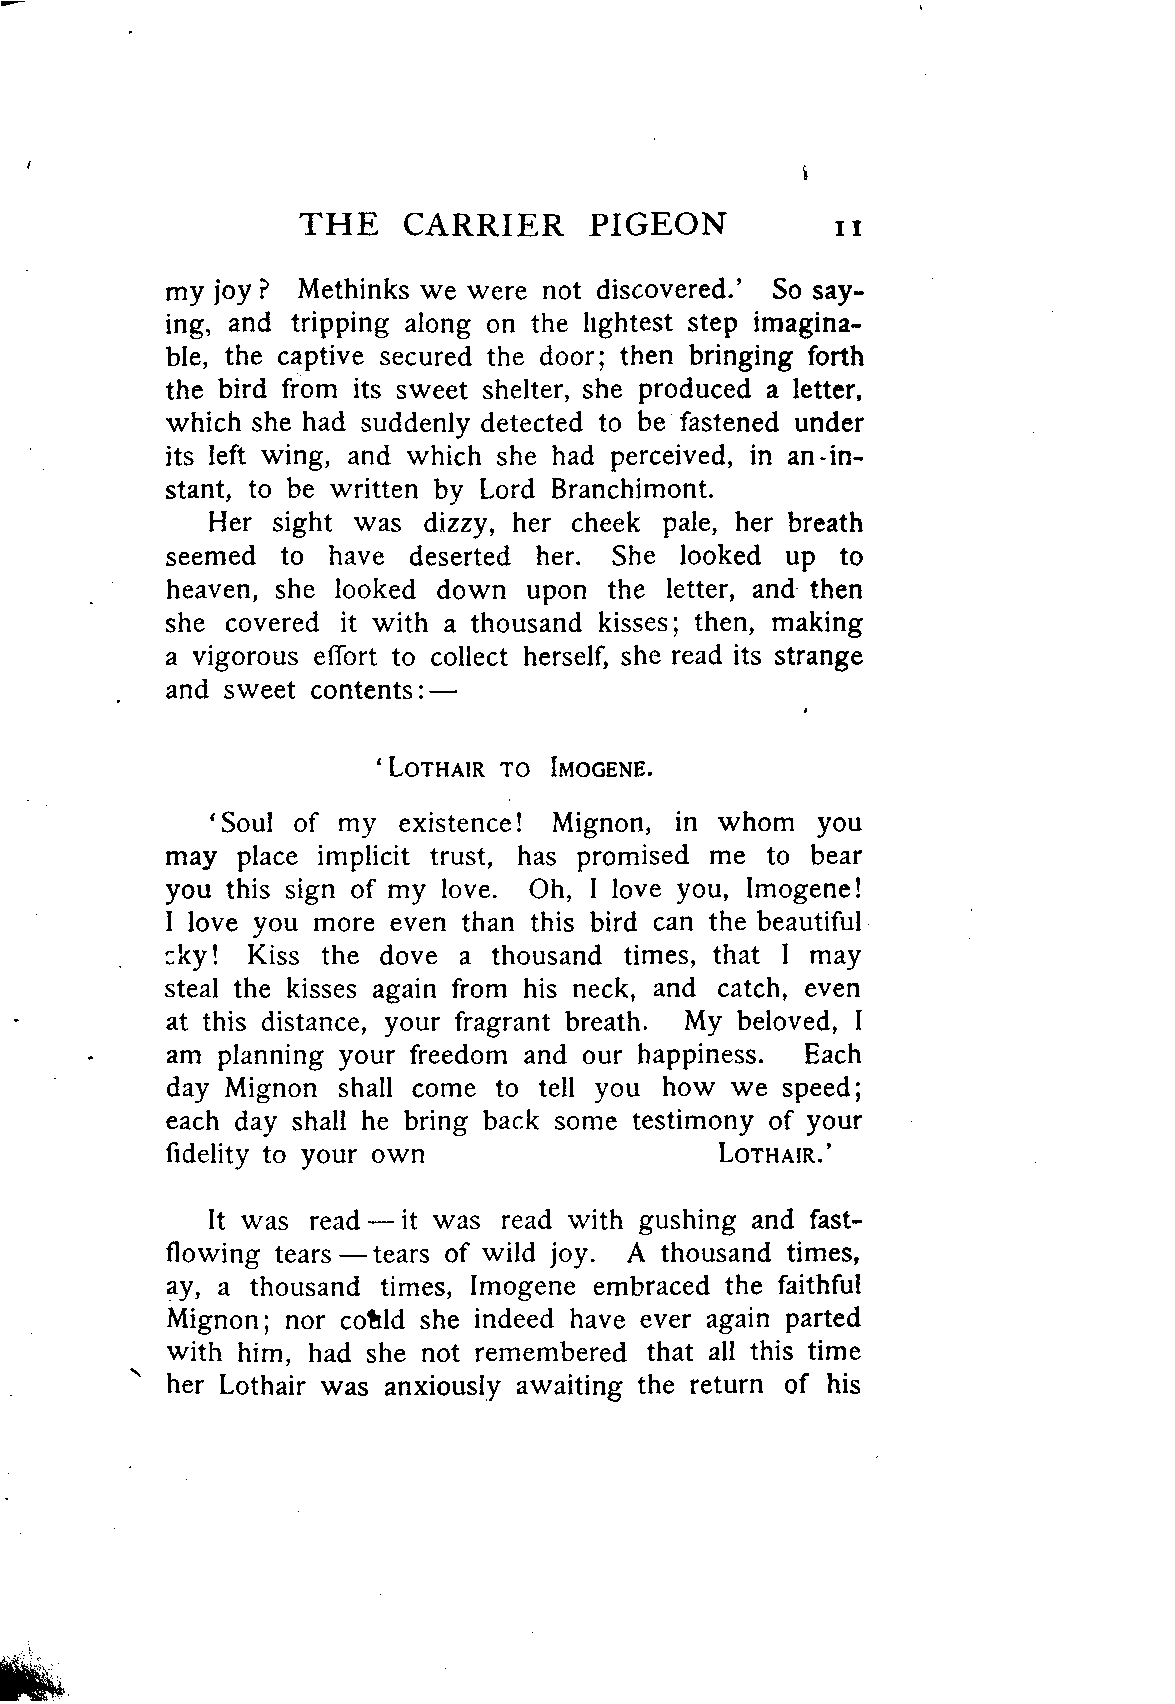 THE CARRIER PIGEON 11
my joy? Methinks we were not discovered.' So say-
ing, and tripping along on the lightest step imagina-
ble, the captive secured the door; then bringing forth
the bird from its sweet shelter, she produced a letter,
which she had suddenly detected to be fastened under
its left wing, and which she had perceived, in an in-
stant, to be written by Lord Branchimont.
Her sight was dizzy, her cheek pale, her breath
seemed to have deserted her. She looked up to
heaven, she looked down upon the letter, and then
she covered it with a thousand kisses; then, making
a vigorous effort to collect herself, she read its strange
and sweet contents:—
'LOTHAIR TO IMOGENE.
'Soul of my existence! Mignon, in whom you
may place implicit trust, has promised me to bear
you this sign of my love. Oh, I love you, Imogene!
I love you more even than this bird can the beautiful
sky! Kiss the dove a thousand times, that I may
steal the kisses again from his neck, and catch, even
at this distance, your fragrant breath. My beloved, I
am planning your freedom and our happiness. Each
day Mignon shall come to tell you how we speed;
each day shall he bring back some testimony of your
fidelity to your own LOTHAIR.'
It was read—it was read with gushing and fast-
flowing tears—tears of wild joy. A thousand times,
ay, a thousand times, Imogene embraced the faithful
Mignon; nor could she indeed have ever again parted
with him, had she not remembered that all this time
her Lothair was anxiously awaiting the return of his